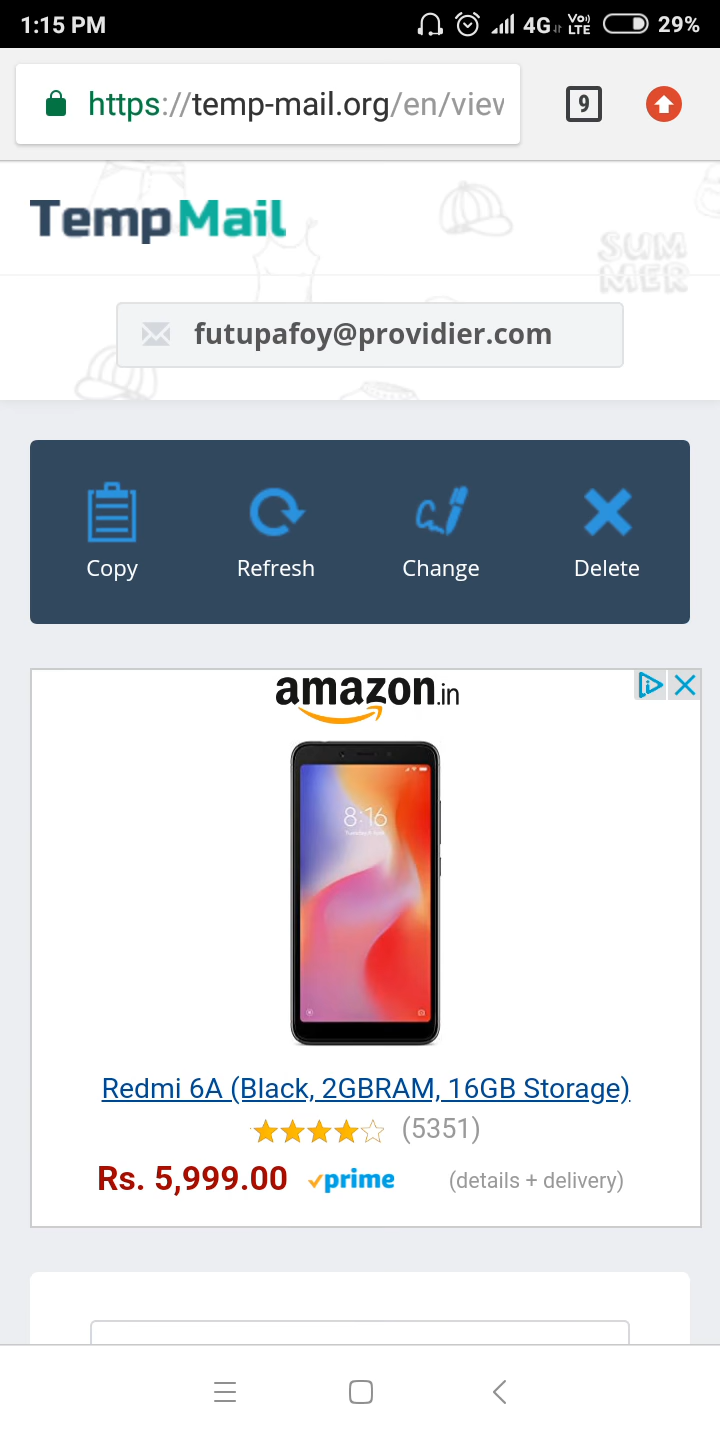 1:15 PM 4G VoLTE 29%
https://temp-mail.org/en/view
9
TempMail
SUM
MER
futupafoy@providier.com
Copy Refresh Change Delete
amazon.in
8:16
Redmi 6A (Black, 2GBRAM, 16GB Storage)
(5351)
Rs. 5,999.00 prime (details + delivery)